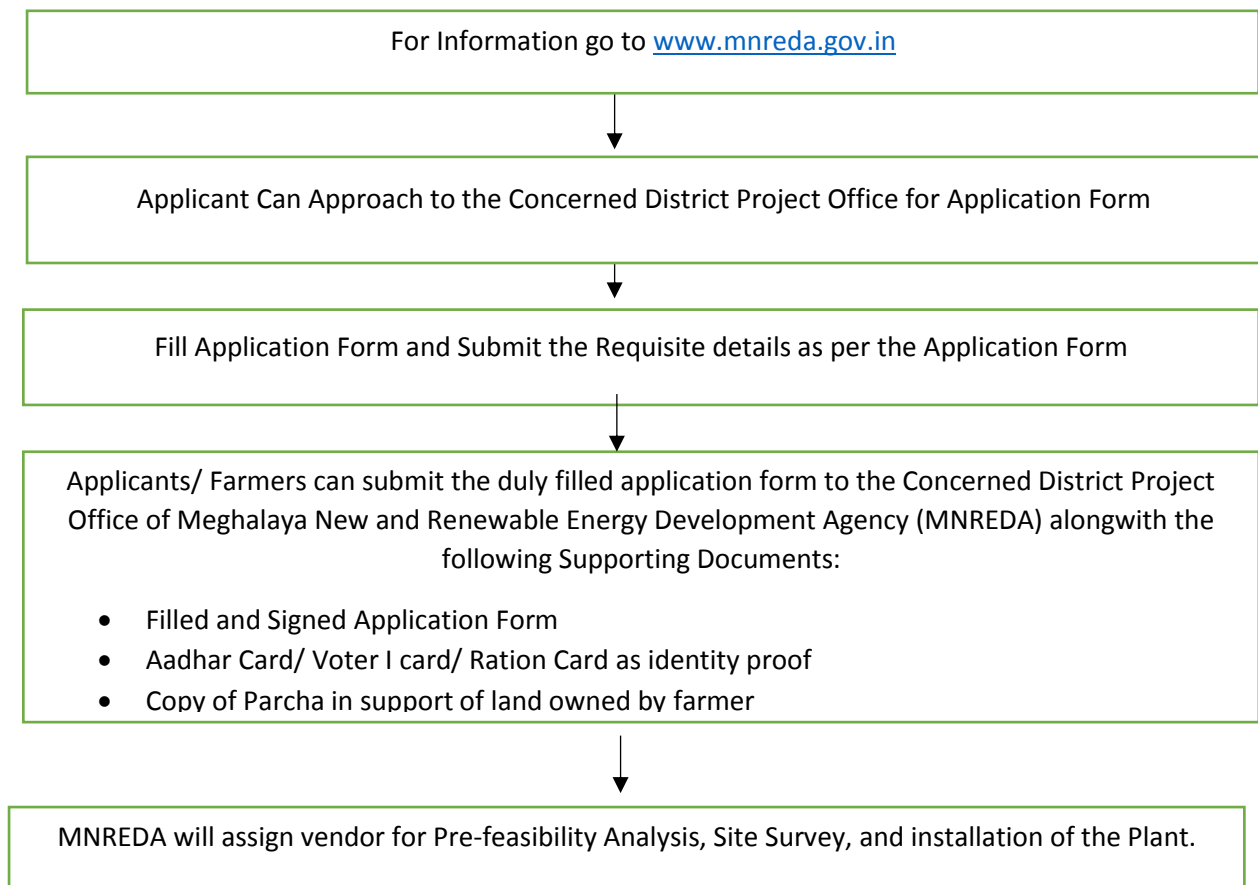 For Information go to www.mnreda.gov.in
Applicant Can Approach to the Concerned District Project Office for Application Form
Fill Application Form and Submit the Requisite details as per the Application Form
Applicants/ Farmers can submit the duly filled application form to the Concerned District Project
Office of Meghalaya New and Renewable Energy Development Agency (MNREDA) alongwith the
following Supporting Documents:
• Filled and Signed Application Form
• Aadhar Card/ Voter I card/ Ration Card as identity proof
• Copy of Parcha in support of land owned by farmer
MNREDA will assign vendor for Pre-feasibility Analysis, Site Survey, and installation of the Plant.